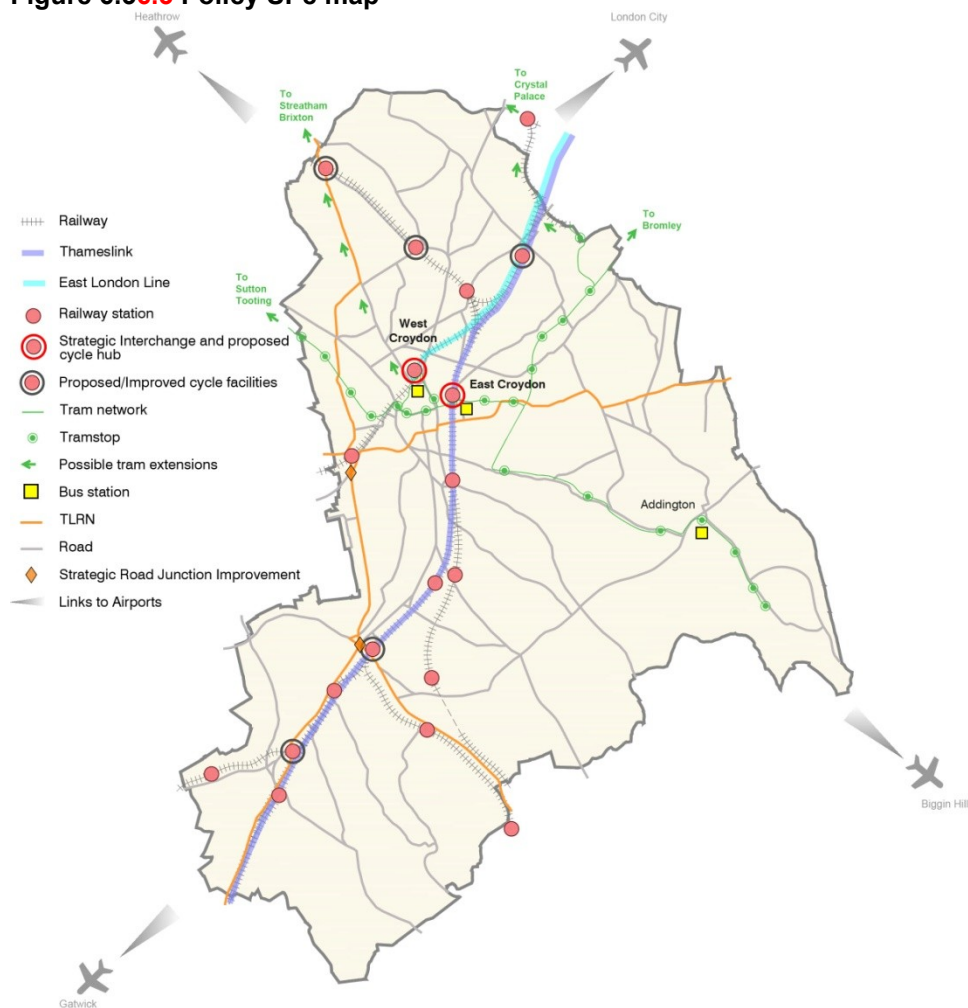 Figure Policy map
Heathrow
London City
To
Crystal
Palace
To
Streatham
Brixton
To
Bromley
Railway
Thameslink
East London Line
Railway station
Strategic Interchange and proposed
cycle hub
Proposed/Improved cycle facilities
Tram network
Tramstop
Possible tram extensions
Bus station
TLRN
Road
Strategic Road Junction Improvement
Links to Airports
To
Sutton
Tooting
West
Croydon
East Croydon
Addington
Biggin Hill
Gatwick